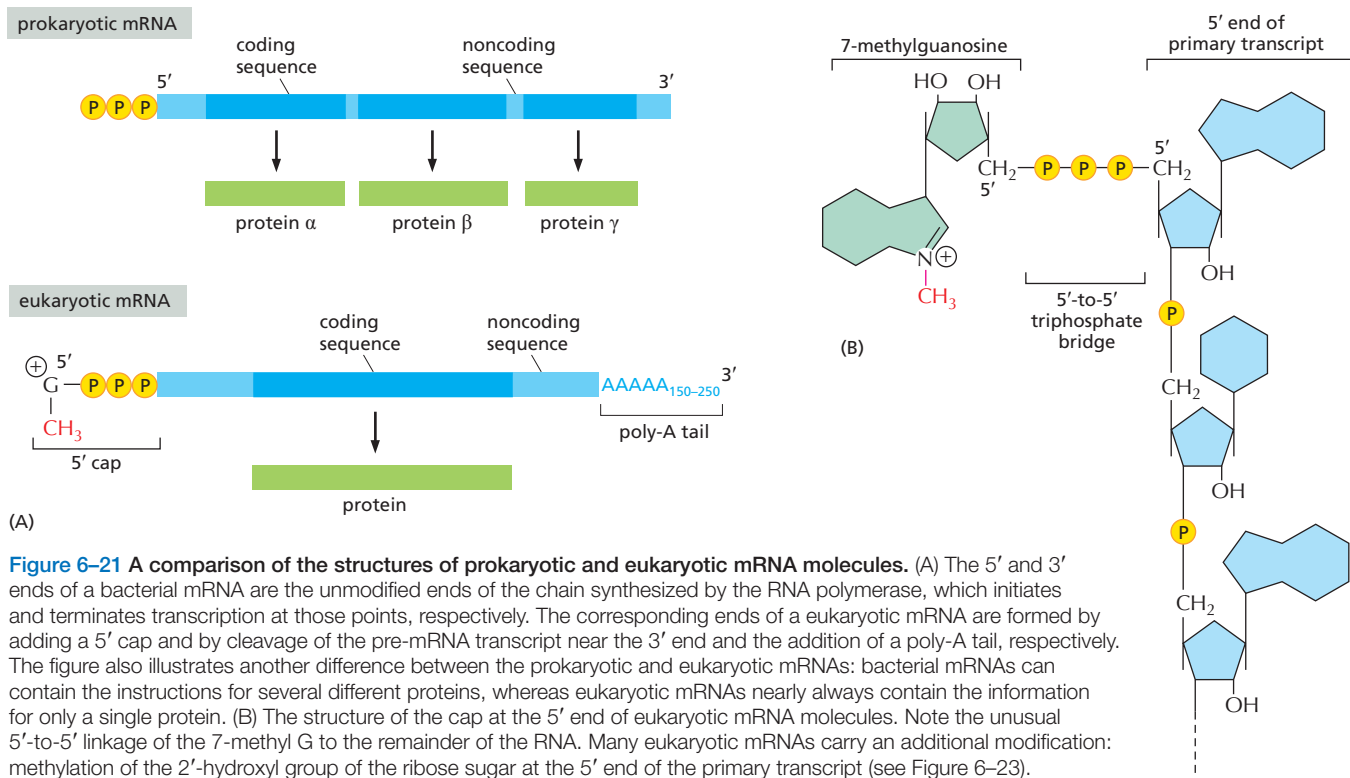 prokaryotic mRNA
coding
sequence
noncoding
sequence
5′
3′
P P P
protein α
protein β
protein γ
eukaryotic mRNA
coding
sequence
noncoding
sequence
+
5′
G
P P P
CH3
5′ cap
AAAAA150–250
3′
poly-A tail
protein
(A)
7-methylguanosine
5′ end of
primary transcript
HO OH
CH2
5′
P P P
5′
CH2
N +
CH3
OH
5′-to-5′
triphosphate
bridge
(B)
P
CH2
OH
P
CH2
OH
Figure 6–21 A comparison of the structures of prokaryotic and eukaryotic mRNA molecules. (A) The 5′ and 3′
ends of a bacterial mRNA are the unmodified ends of the chain synthesized by the RNA polymerase, which initiates
and terminates transcription at those points, respectively. The corresponding ends of a eukaryotic mRNA are formed by
adding a 5′ cap and by cleavage of the pre-mRNA transcript near the 3′ end and the addition of a poly-A tail, respectively.
The figure also illustrates another difference between the prokaryotic and eukaryotic mRNAs: bacterial mRNAs can
contain the instructions for several different proteins, whereas eukaryotic mRNAs nearly always contain the information
for only a single protein. (B) The structure of the cap at the 5′ end of eukaryotic mRNA molecules. Note the unusual
5′-to-5′ linkage of the 7-methyl G to the remainder of the RNA. Many eukaryotic mRNAs carry an additional modification:
methylation of the 2′-hydroxyl group of the ribose sugar at the 5′ end of the primary transcript (see Figure 6–23).